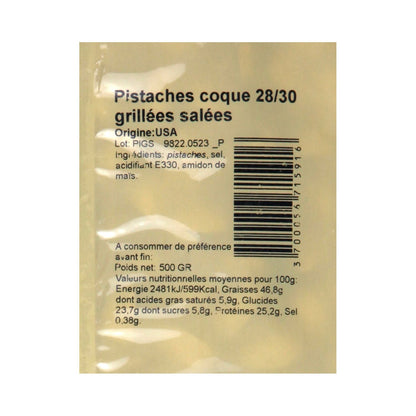 Pistaches coque 28/30
grillées salées
Origine:USA
Lot: PIGS 9822.0523 _P
Ingrédients: pistaches, sel,
acidifiant E330, amidon de
maïs.
3700056715916
A consommer de préférence
avant fin:
Poids net: 500 GR
Valeurs nutritionnelles moyennes pour 100g:
Energie 2481kJ/599Kcal, Graisses 46,8g
dont acides gras saturés 5,9g, Glucides
23,7g dont sucres 5,8g, Protéines 25,2g, Sel
0,38g.